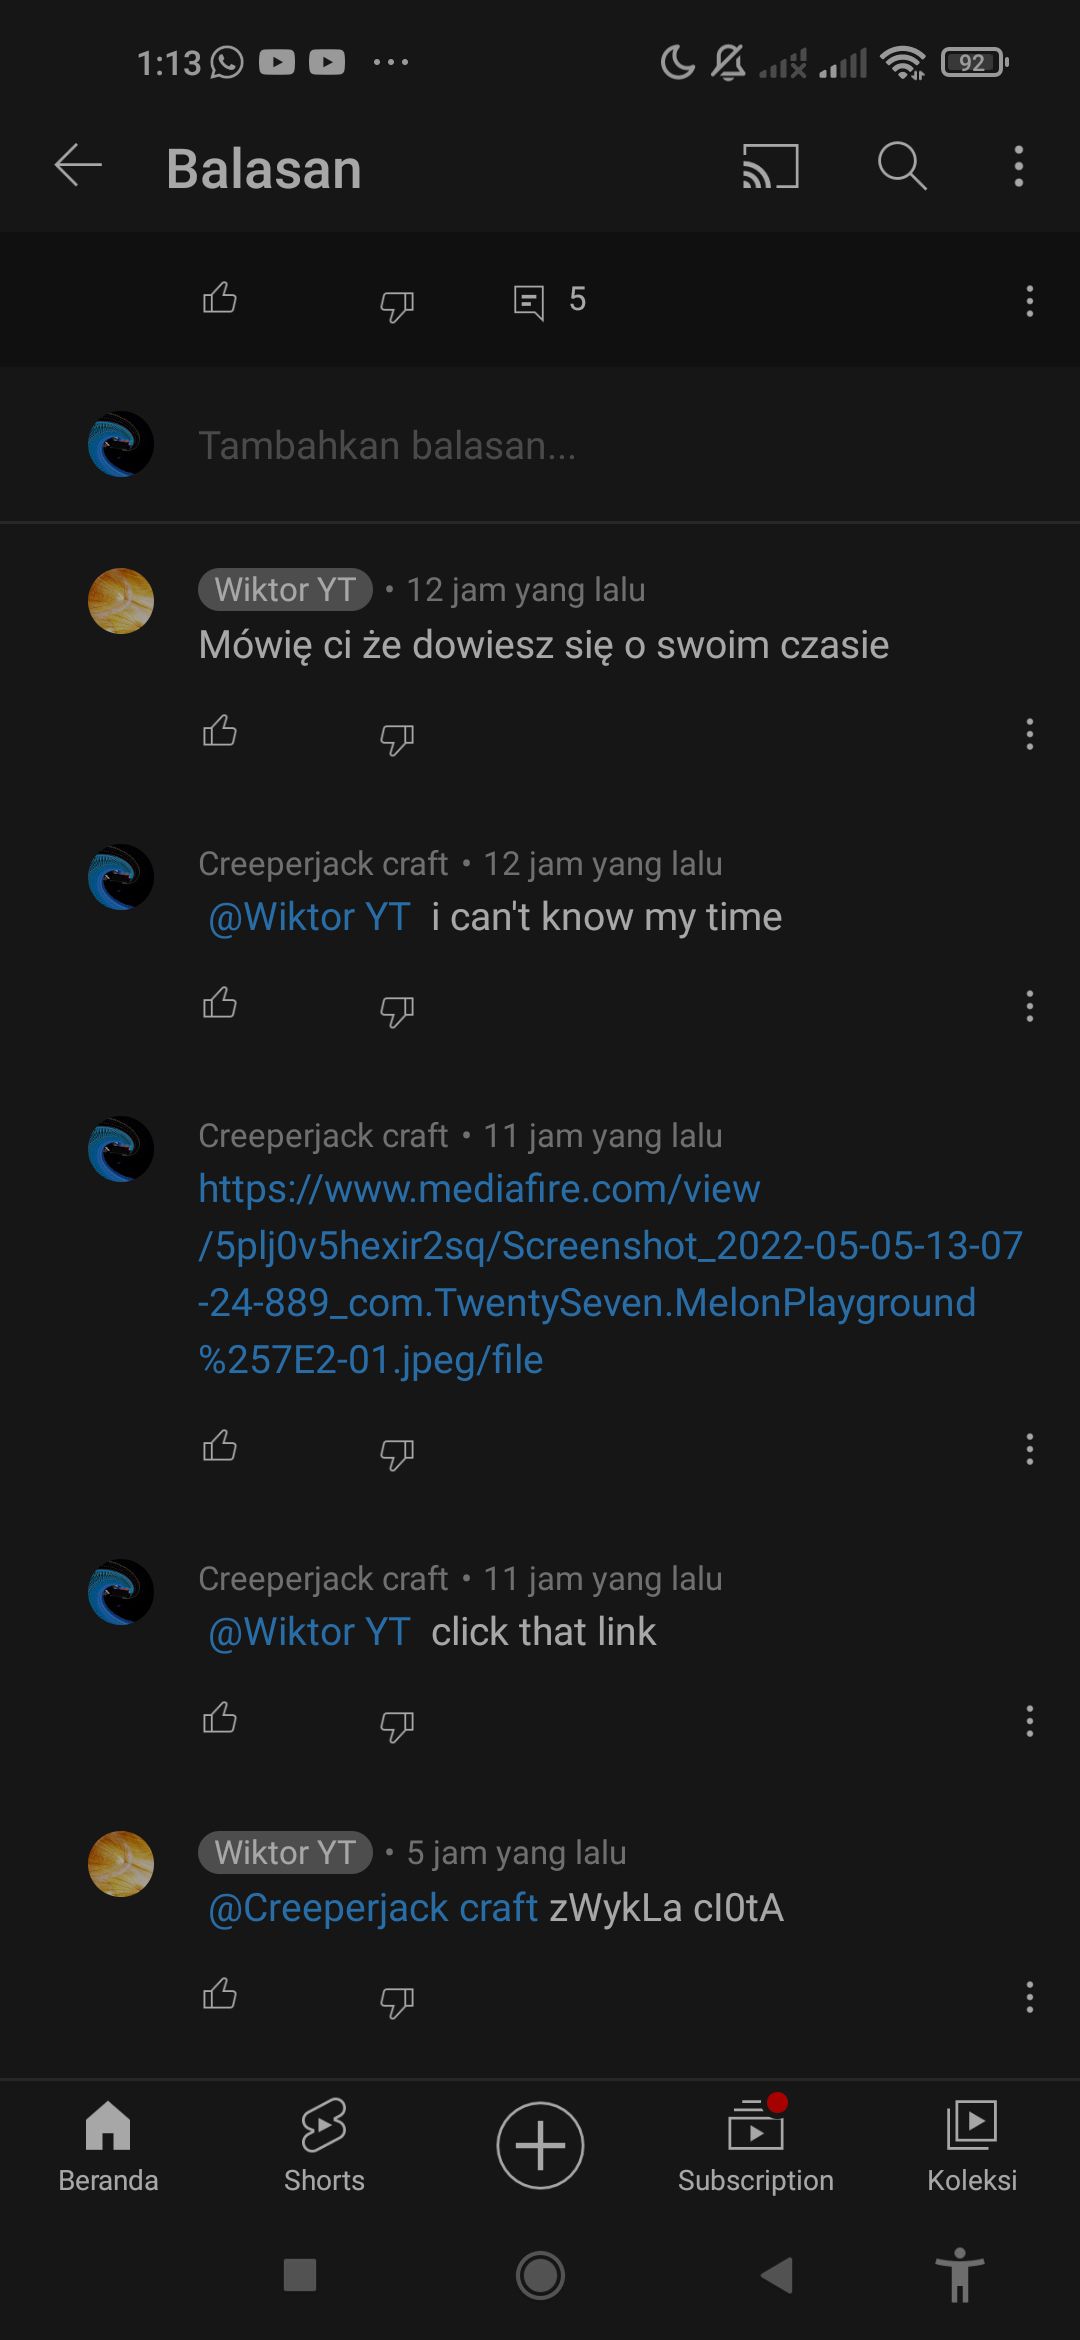 1:13
92
Balasan
5
Tambahkan balasan...
Wiktor YT • 12 jam yang lalu
Mówię ci że dowiesz się o swoim czasie
Creeperjack craft • 12 jam yang lalu
@Wiktor YT i can't know my time
Creeperjack craft • 11 jam yang lalu
https://www.mediafire.com/view
/5plj0v5hexir2sq/Screenshot_2022-05-05-13-07
-24-889_com.TwentySeven.MelonPlayground
%257E2-01.jpeg/file
Creeperjack craft • 11 jam yang lalu
@Wiktor YT click that link
Wiktor YT • 5 jam yang lalu
@Creeperjack craft zWykLa cI0tA
Beranda
Shorts
Subscription
Koleksi